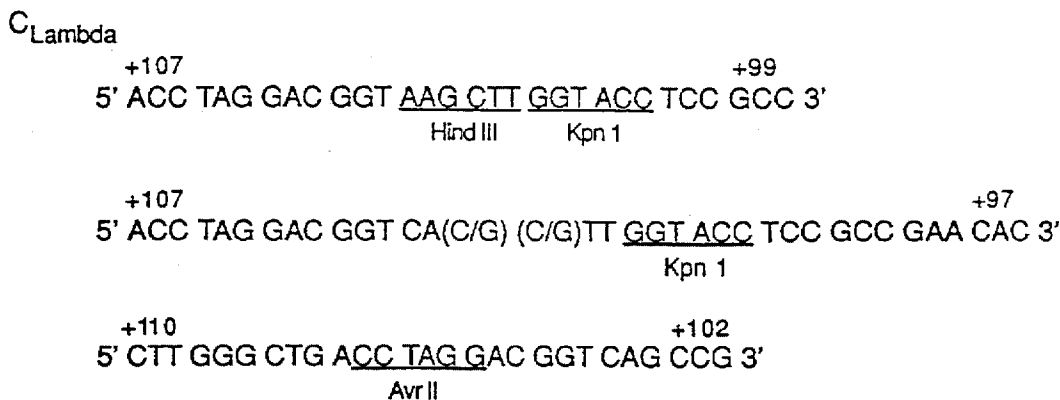 CLambda
+107 +99
5' ACC TAG GAC GGT AAG CTT GGT ACC TCC GCC 3'
Hind III Kpn 1
+107 +97
5' ACC TAG GAC GGT CA(C/G) (C/G)TT GGT ACC TCC GCC GAA CAC 3'
Kpn 1
+110 +102
5' CTT GGG CTG ACC TAG GAC GGT CAG CCG 3'
Avr II